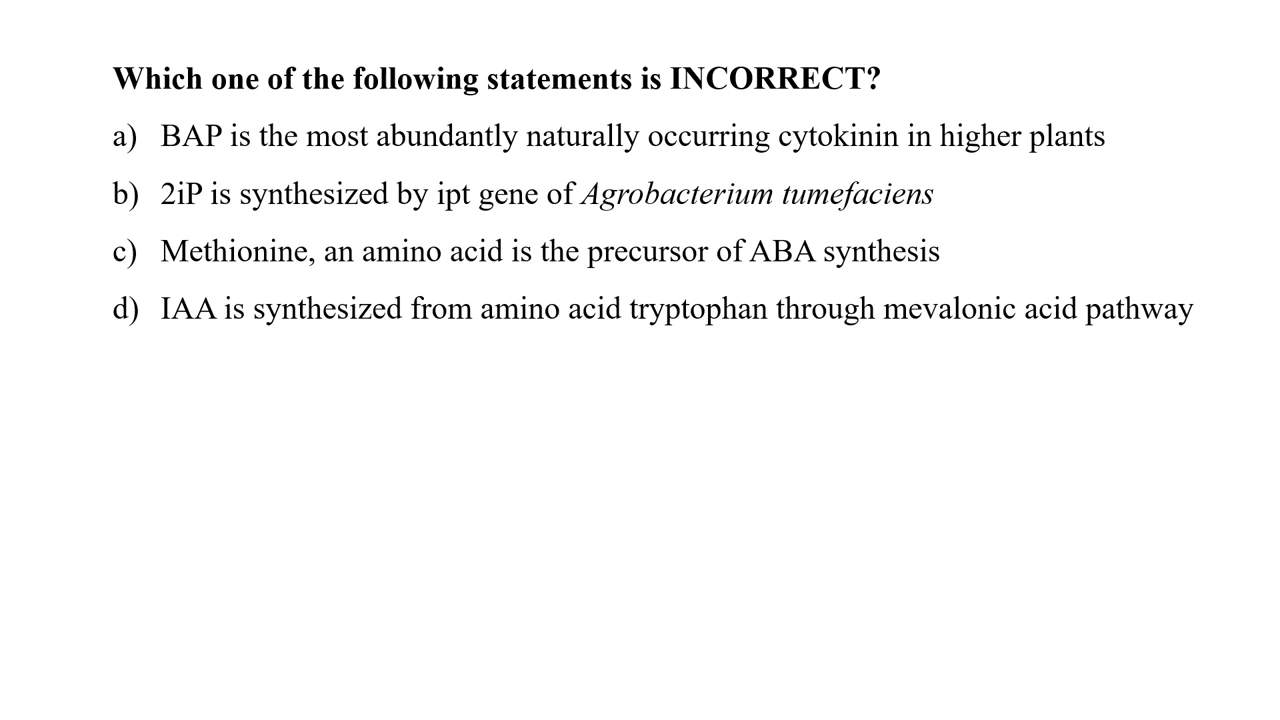 Which one of the following statements is INCORRECT?
a) BAP is the most abundantly naturally occurring cytokinin in higher plants
b) 2iP is synthesized by ipt gene of Agrobacterium tumefaciens
c) Methionine, an amino acid is the precursor of ABA synthesis
d) IAA is synthesized from amino acid tryptophan through mevalonic acid pathway